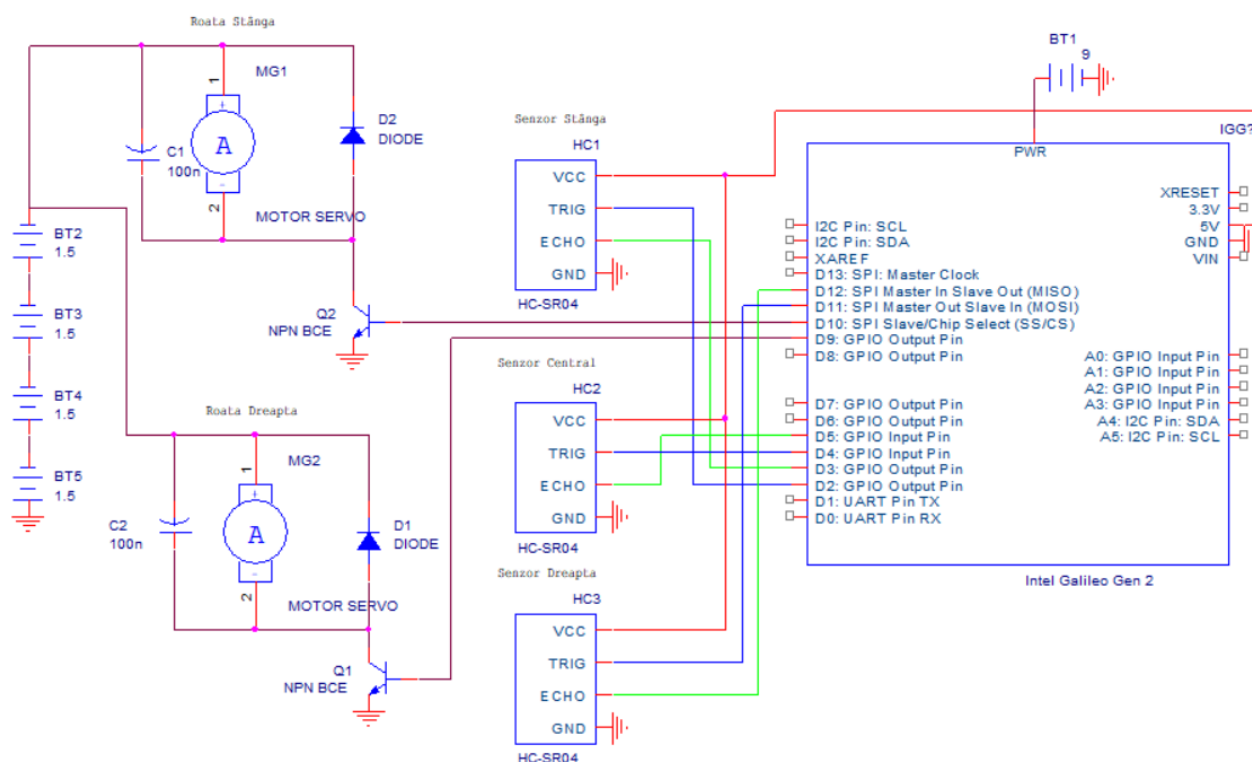 Roata Stânga
MG1
1
+
A
-
2
C1
100n
D2
DIODE
MOTOR SERVO
BT2
1.5
BT3
1.5
BT4
1.5
BT5
1.5
Q2
NPN BCE
Roata Dreapta
MG2
1
+
A
-
2
C2
100n
D1
DIODE
MOTOR SERVO
Q1
NPN BCE
Senzor Stânga
HC1
VCC
TRIG
ECHO
GND
HC-SR04
Senzor Central
HC2
VCC
TRIG
ECHO
GND
HC-SR04
Senzor Dreapta
HC3
VCC
TRIG
ECHO
GND
HC-SR04
BT1
9
IGG?
PWR
I2C Pin: SCL
I2C Pin: SDA
XAREF
D13: SPI: Master Clock
D12: SPI Master In Slave Out (MISO)
D11: SPI Master Out Slave In (MOSI)
D10: SPI Slave/Chip Select (SS/CS)
D9: GPIO Output Pin
D8: GPIO Output Pin
D7: GPIO Output Pin
D6: GPIO Output Pin
D5: GPIO Input Pin
D4: GPIO Input Pin
D3: GPIO Output Pin
D2: GPIO Output Pin
D1: UART Pin TX
D0: UART Pin RX
XRESET
3.3V
5V
GND
VIN
A0: GPIO Input Pin
A1: GPIO Input Pin
A2: GPIO Input Pin
A3: GPIO Input Pin
A4: I2C Pin: SDA
A5: I2C Pin: SCL
Intel Galileo Gen 2